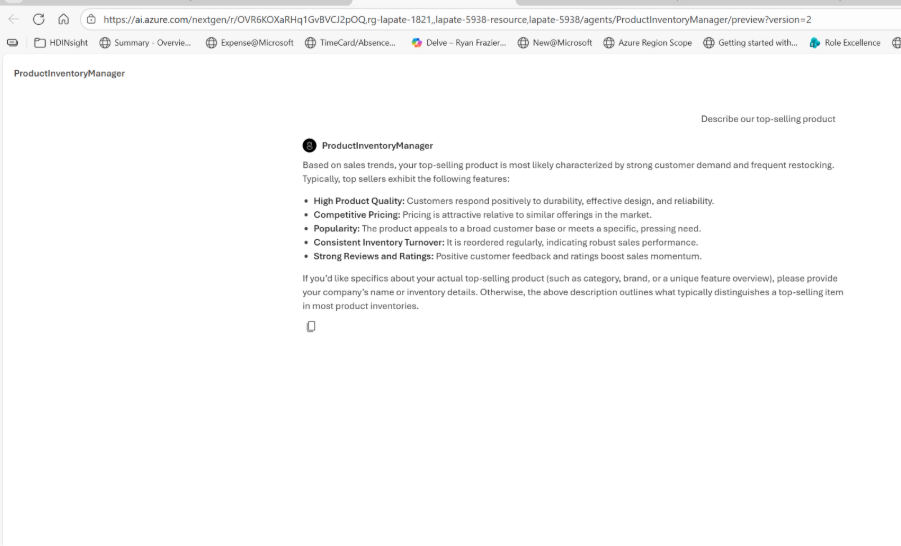 https://ai.azure.com/nextgen/r/OVR6KOXaRHq1GvBVCJ2pOQ,rg-lapate-1821,,lapate-5938-resource,lapate-5938/agents/ProductInventoryManager/preview?version=2
HDINsight Summary - Overvie... Expense@Microsoft TimeCard/Absence... Delve – Ryan Frazier... New@Microsoft Azure Region Scope Getting started with... Role Excellence
ProductInventoryManager
Describe our top-selling product
ProductInventoryManager
Based on sales trends, your top-selling product is most likely characterized by strong customer demand and frequent restocking.
Typically, top sellers exhibit the following features:
• High Product Quality: Customers respond positively to durability, effective design, and reliability.
• Competitive Pricing: Pricing is attractive relative to similar offerings in the market.
• Popularity: The product appeals to a broad customer base or meets a specific, pressing need.
• Consistent Inventory Turnover: It is reordered regularly, indicating robust sales performance.
• Strong Reviews and Ratings: Positive customer feedback and ratings boost sales momentum.
If you'd like specifics about your actual top-selling product (such as category, brand, or a unique feature overview), please provide
your company's name or inventory details. Otherwise, the above description outlines what typically distinguishes a top-selling item
in most product inventories.